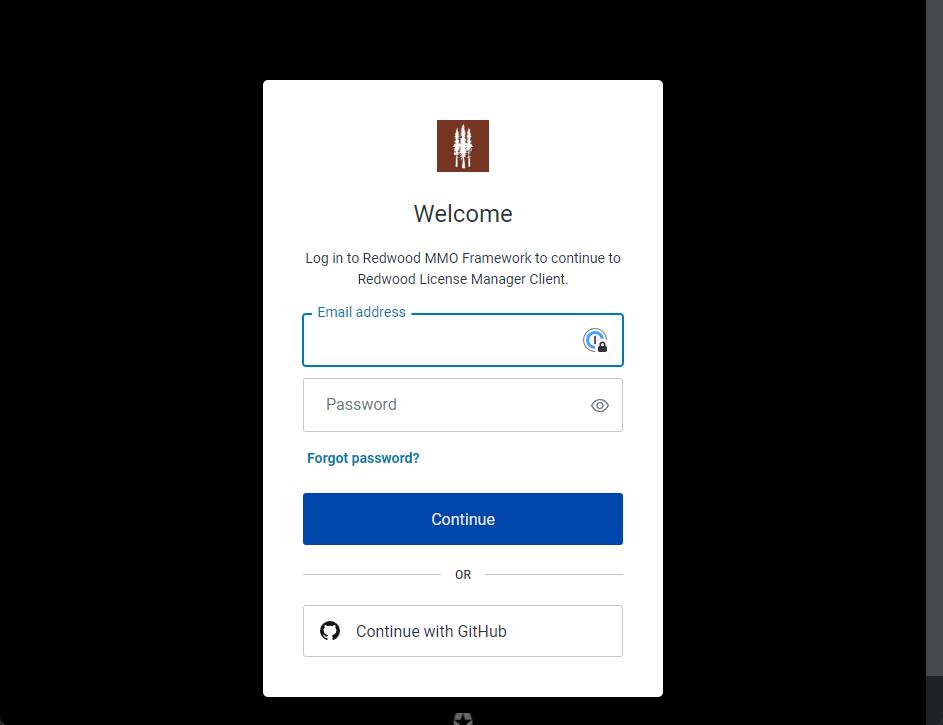 Welcome
Log in to Redwood MMO Framework to continue to
Redwood License Manager Client.
Email address
Password
Forgot password?
Continue
OR
Continue with GitHub